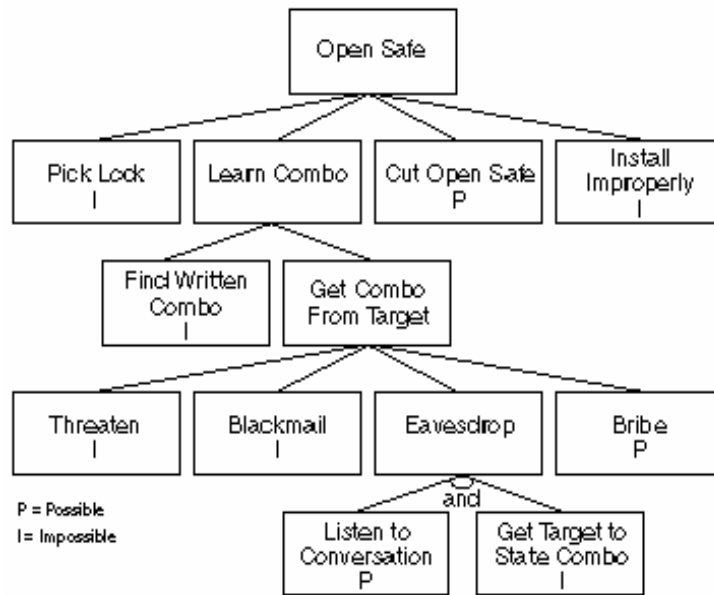 Open Safe
Pick Lock
I
Learn Combo
Cut Open Safe
P
Install
Improperly
I
Find Written
Combo
I
Get Combo
From Target
Threaten
I
Blackmail
I
Eavesdrop
Bribe
P
and
P = Possible
I = Impossible
Listen to
Conversation
P
Get Target to
State Combo
I